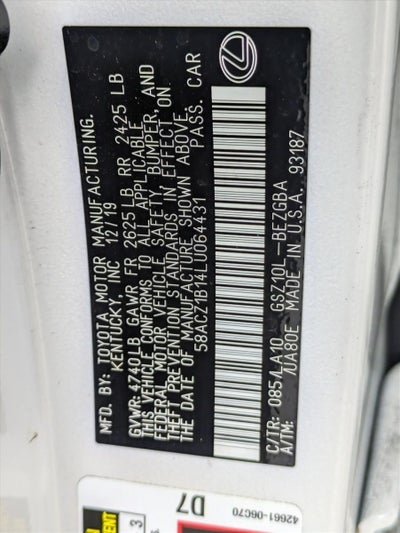 MFD. BY: TOYOTA MOTOR MANUFACTURING.
KENTUCKY, INC 12/19
GVWR:4740LB GAWR FR 2625 LB RR 2425 LB
THIS VEHICLE CONFORMS TO ALL APPLICABLE
FEDERAL MOTOR VEHICLE SAFETY, BUMPER, AND
THEFT PREVENTION STANDARDS IN EFFECT ON
THE DATE OF MANUFACTURE SHOWN ABOVE.
58ACZ1B14LU064431 PASS. CAR
C/TR: 085 /LA10 GSZ10L-BEZGBA
A/TM: /UA80E MADE IN U.S.A. 93187
42661-06C70
D7
3